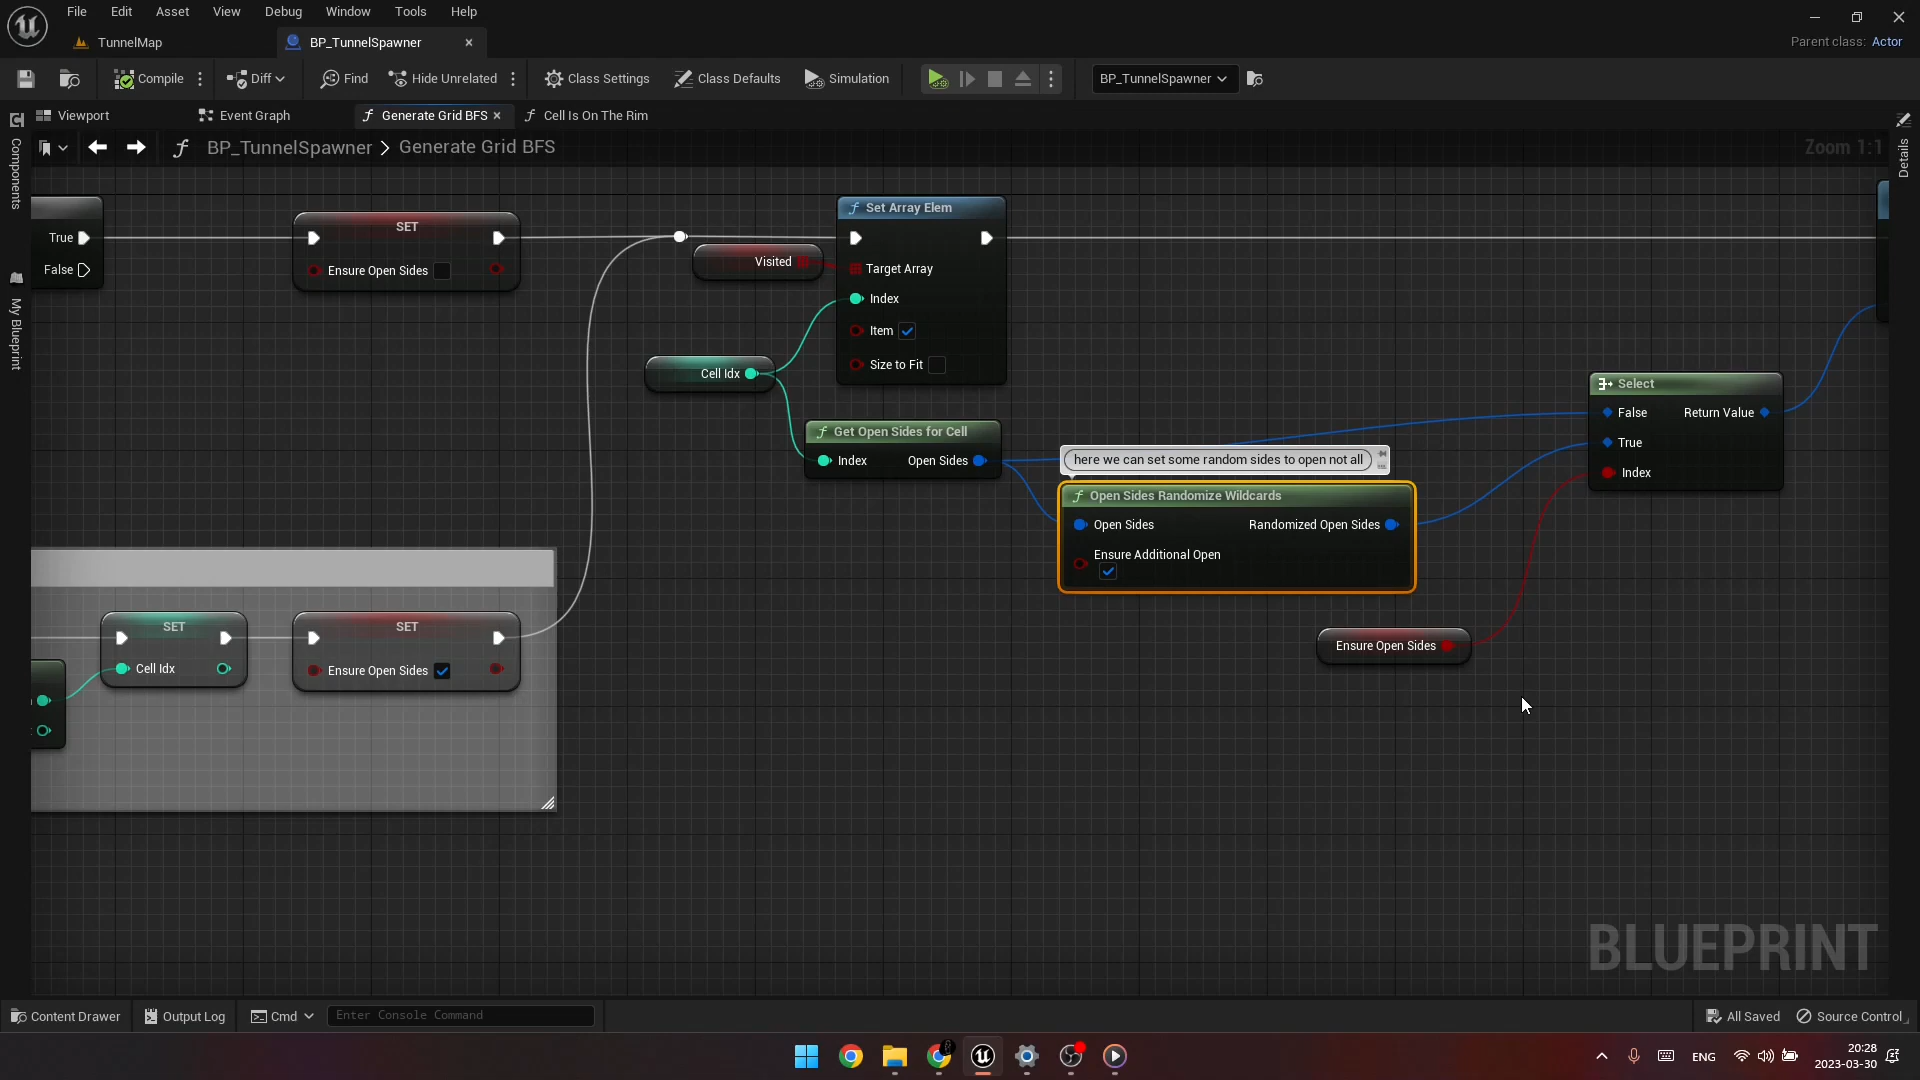 File Edit Asset View Debug Window Tools Help
TunnelMap
BP_TunnelSpawner
Parent class: Actor
Compile
Diff
Find
Hide Unrelated
Class Settings
Class Defaults
Simulation
BP_TunnelSpawner
Viewport
Event Graph
Generate Grid BFS
Cell Is On The Rim
Components
My Blueprint
Details
BP_TunnelSpawner > Generate Grid BFS
Zoom 1:1
True
False
SET
Ensure Open Sides
Visited
Set Array Elem
Target Array
Index
Item
Size to Fit
Cell Idx
Get Open Sides for Cell
Index Open Sides
here we can set some random sides to open not all
Open Sides Randomize Wildcards
Open Sides Randomized Open Sides
Ensure Additional Open
Select
False Return Value
True
Index
Ensure Open Sides
SET
Cell Idx
SET
Ensure Open Sides
BLUEPRINT
Content Drawer
Output Log
Cmd
Enter Console Command
All Saved
Source Control
ENG
20:28
2023-03-30